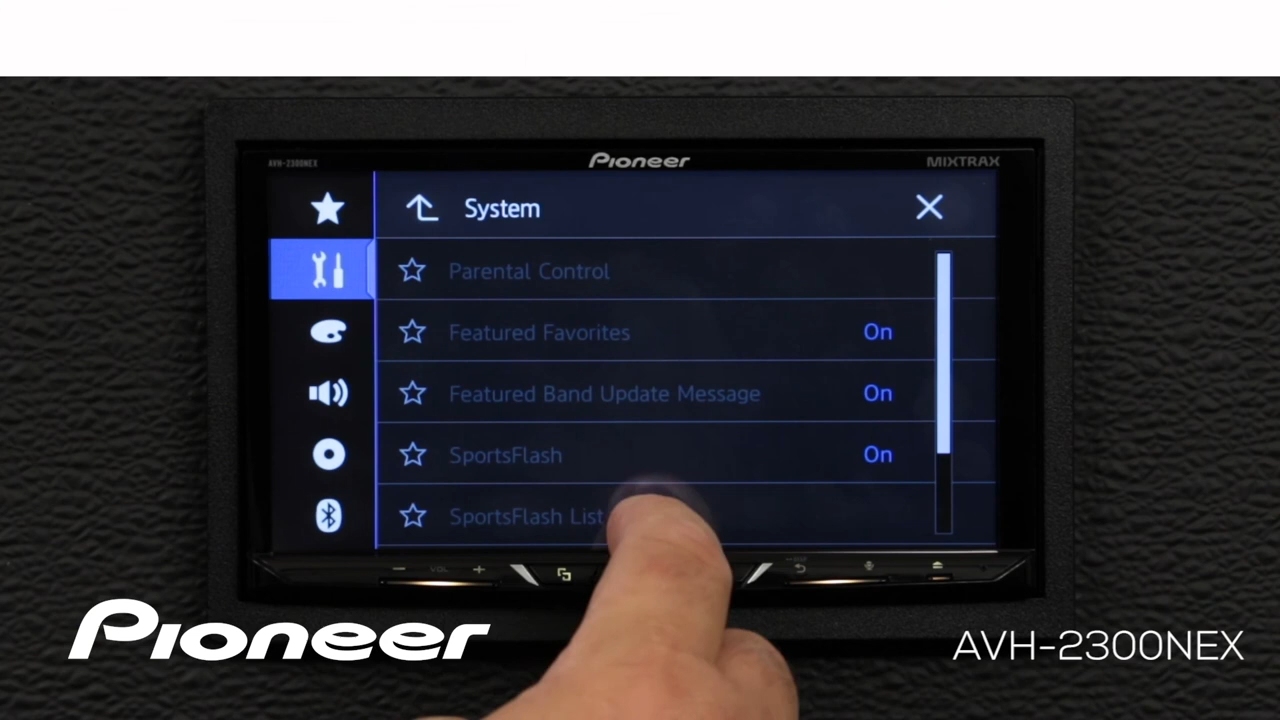 AVH-2300NEX
Pioneer
MIXTRAX
System
Parental Control
Featured Favorites On
Featured Band Update Message On
SportsFlash On
SportsFlash List
— VOL +
Pioneer
AVH-2300NEX